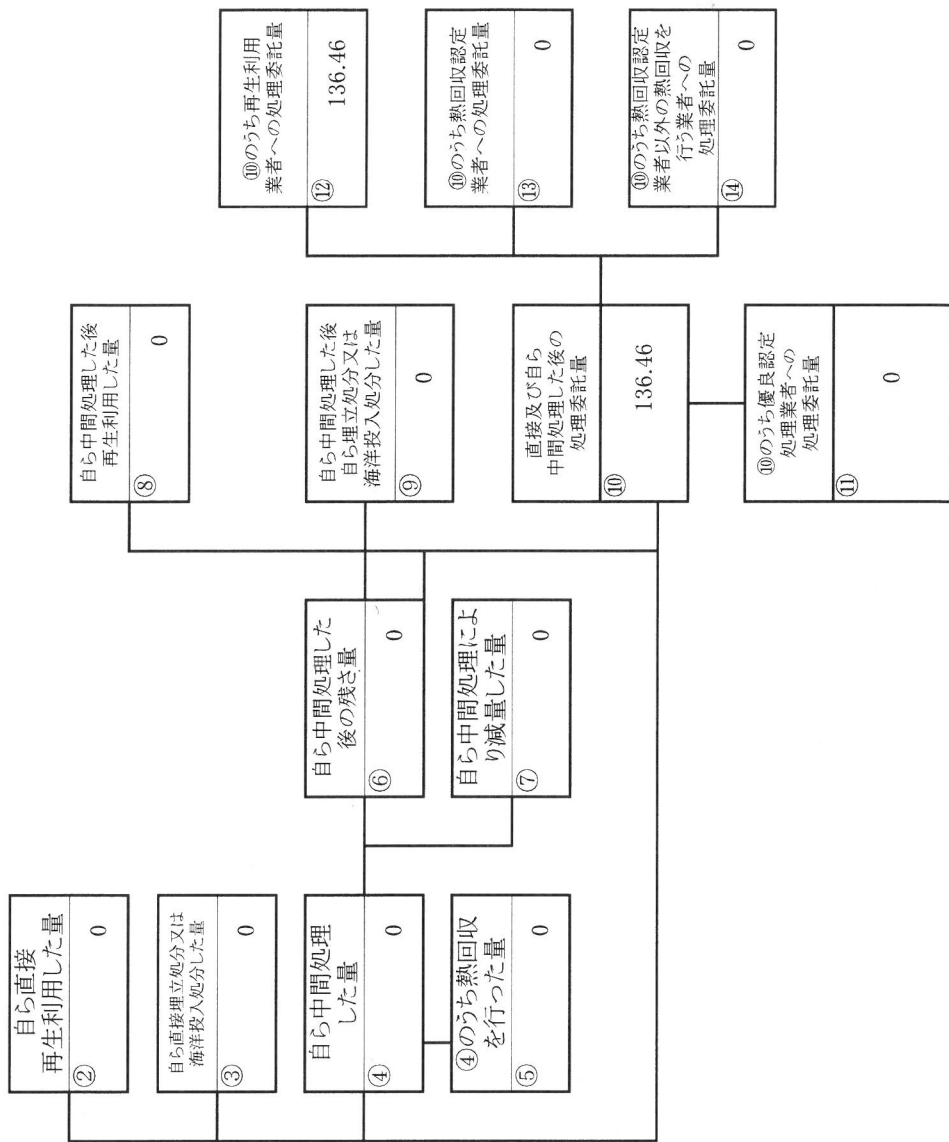 自ら直接
再生利用した量
②
0
自ら直接埋立処分又は
海洋投入処分した量
③
0
自ら中間処理
した量
④
0
④のうち熱回収
を行った量
⑤
0
自ら中間処理した
後の残さ量
⑥
0
自ら中間処理によ
り減量した量
⑦
0
自ら中間処理した後
再生利用した量
⑧
0
自ら中間処理した後
自ら埋立処分又は
海洋投入処分した量
⑨
0
直接及び自ら
中間処理した後の
処理委託量
⑩
136.46
⑩のうち優良認定
処理業者への
処理委託量
⑪
0
⑩のうち再生利用
業者への処理委託量
⑫
136.46
⑩のうち熱回収認定
業者への処理委託量
⑬
0
⑩のうち熱回収認定
業者以外の熱回収を
行う業者への
処理委託量
⑭
0